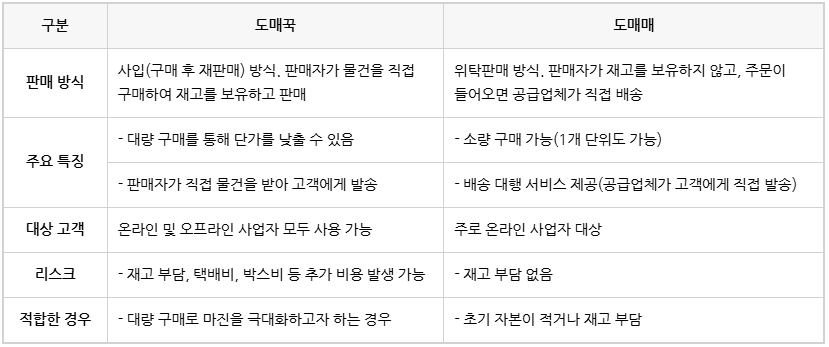 구분 도매꾹 도매매
판매 방식 사입(구매 후 재판매) 방식. 판매자가 물건을 직접 구매하여 재고를 보유하고 판매 위탁판매 방식. 판매자가 재고를 보유하지 않고, 주문이 들어오면 공급업체가 직접 배송
주요 특징 - 대량 구매를 통해 단가를 낮출 수 있음 - 소량 구매 가능(1개 단위도 가능)
- 판매자가 직접 물건을 받아 고객에게 발송 - 배송 대행 서비스 제공(공급업체가 고객에게 직접 발송)
대상 고객 온라인 및 오프라인 사업자 모두 사용 가능 주로 온라인 사업자 대상
리스크 - 재고 부담, 택배비, 박스비 등 추가 비용 발생 가능 - 재고 부담 없음
적합한 경우 - 대량 구매로 마진을 극대화하고자 하는 경우 - 초기 자본이 적거나 재고 부담